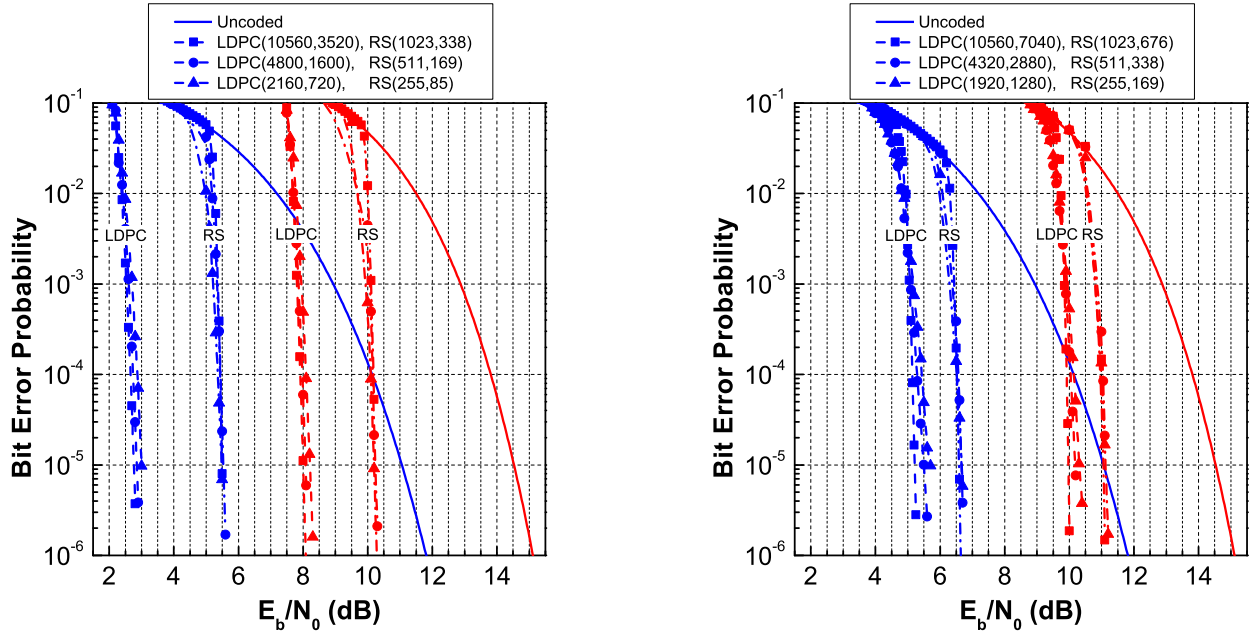 Uncoded
LDPC(10560,3520), RS(1023,338)
LDPC(4800,1600), RS(511,169)
LDPC(2160,720), RS(255,85)
10⁻¹
10⁻²
10⁻³
10⁻⁴
10⁻⁵
10⁻⁶
Bit Error Probability
LDPC RS LDPC RS
2 4 6 8 10 12 14
E_b/N_0 (dB)
Uncoded
LDPC(10560,7040), RS(1023,676)
LDPC(4320,2880), RS(511,338)
LDPC(1920,1280), RS(255,169)
10⁻¹
10⁻²
10⁻³
10⁻⁴
10⁻⁵
10⁻⁶
Bit Error Probability
LDPC RS LDPC RS
2 4 6 8 10 12 14
E_b/N_0 (dB)